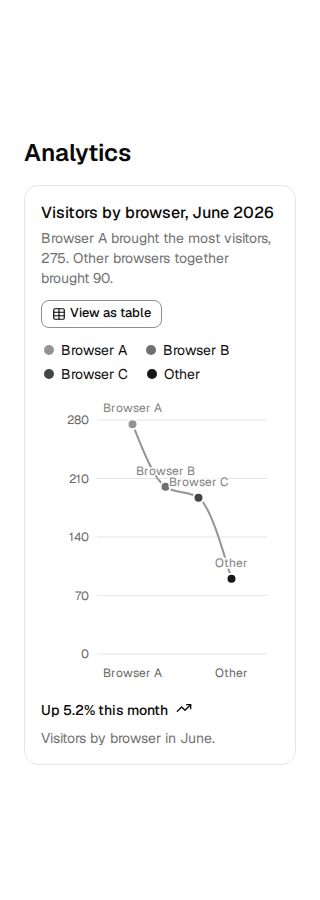 Analytics
Visitors by browser, June 2026
Browser A brought the most visitors,
275. Other browsers together
brought 90.
View as table
Browser A
Browser B
Browser C
Other
Browser A
280
Browser B
210
Browser C
140
Other
70
0
Browser A
Other
Up 5.2% this month
Visitors by browser in June.